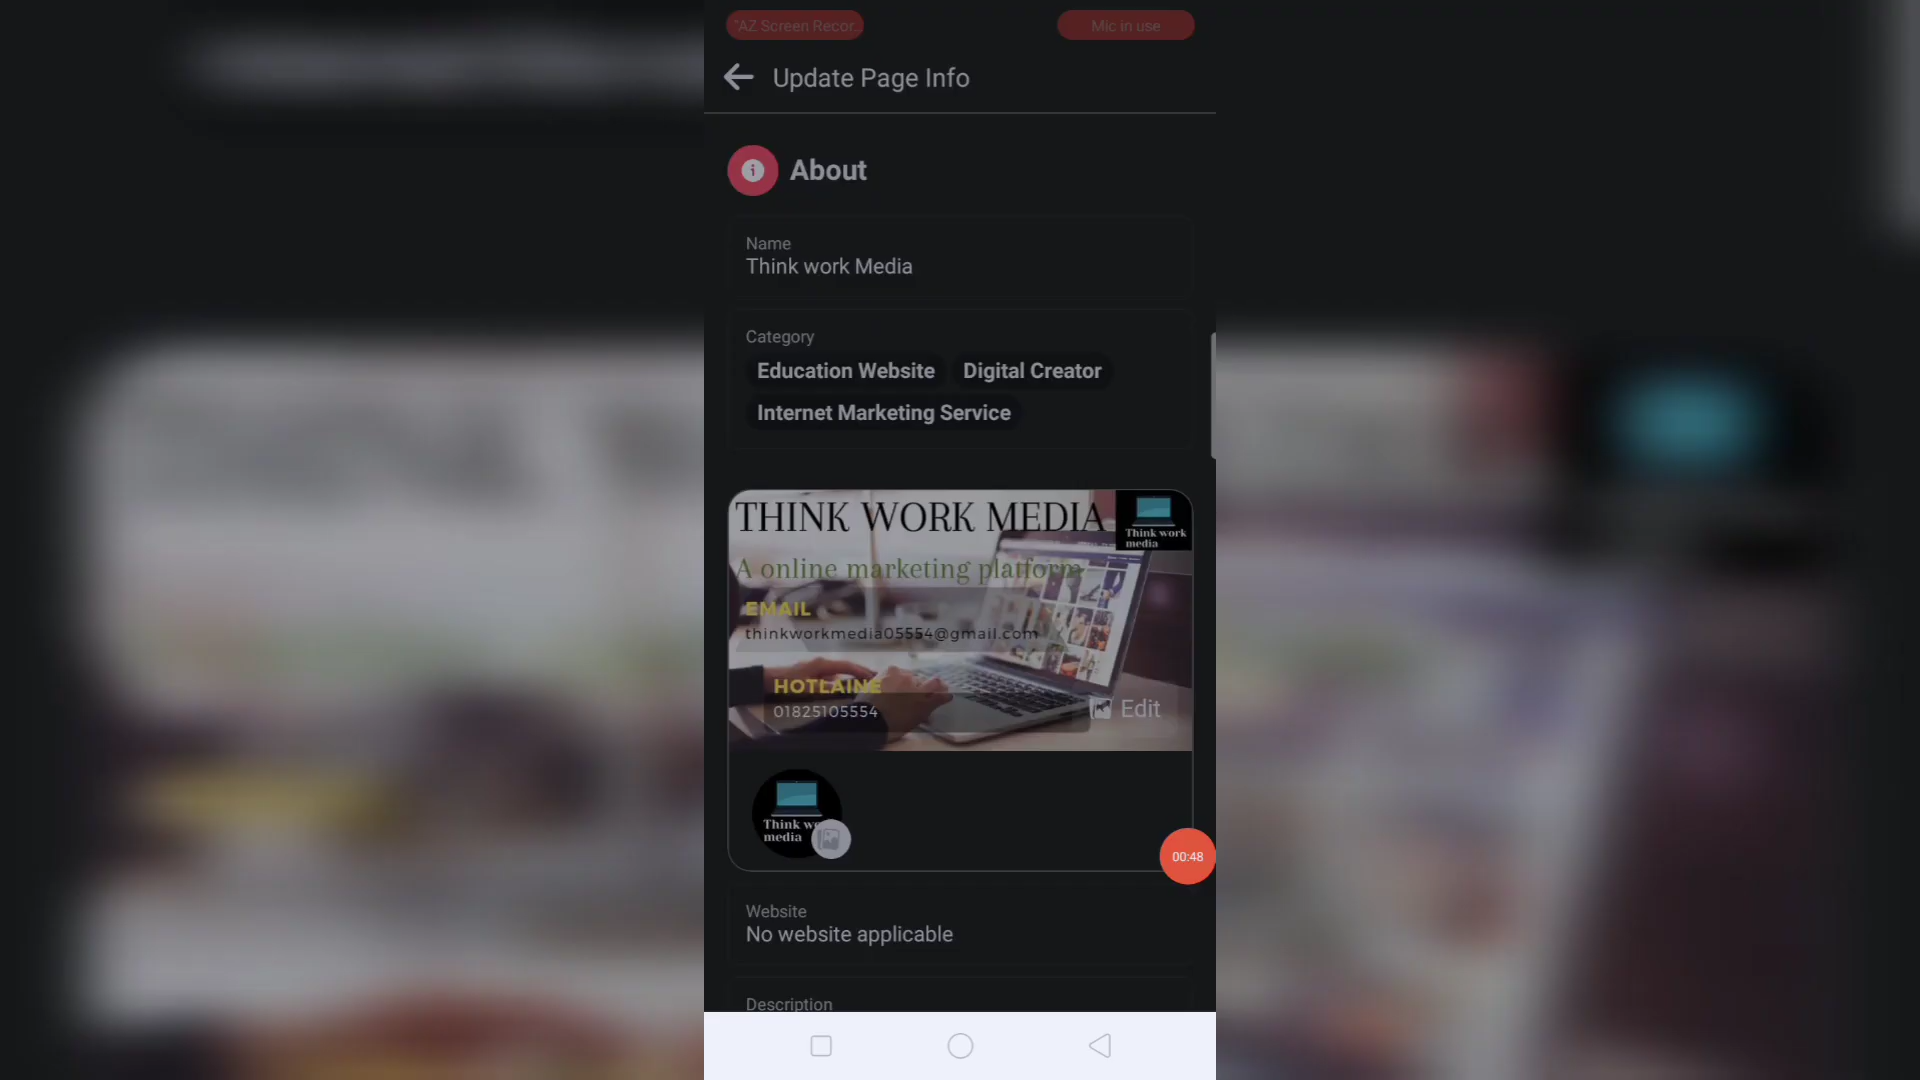 "AZ Screen Recor... Mic in use
Update Page Info
About
Name
Think work Media
Category
Education Website Digital Creator
Internet Marketing Service
THINK WORK MEDIA
Think work
media
A online marketing platform
EMAIL
thinkworkmedia05554@gmail.com
HOTLAINE
01825105554
Edit
Think wo
media
00:48
Website
No website applicable
Description